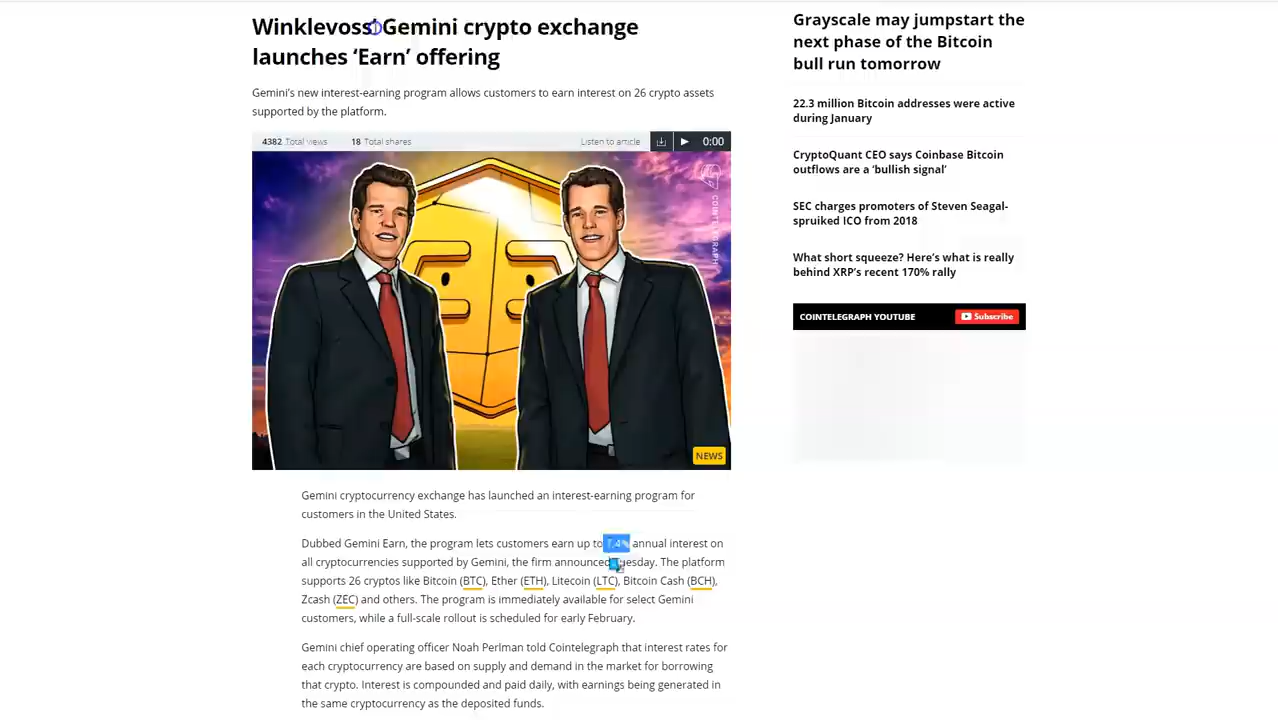 Winklevoss' Gemini crypto exchange
launches ‘Earn’ offering
Gemini’s new interest-earning program allows customers to earn interest on 26 crypto assets
supported by the platform.
4382 Total views 18 Total shares Listen to article 0:00
COINTELEGRAPH
NEWS
Gemini cryptocurrency exchange has launched an interest-earning program for
customers in the United States.
Dubbed Gemini Earn, the program lets customers earn up to 7.4% annual interest on
all cryptocurrencies supported by Gemini, the firm announced Tuesday. The platform
supports 26 cryptos like Bitcoin (BTC), Ether (ETH), Litecoin (LTC), Bitcoin Cash (BCH),
Zcash (ZEC) and others. The program is immediately available for select Gemini
customers, while a full-scale rollout is scheduled for early February.
Gemini chief operating officer Noah Perlman told Cointelegraph that interest rates for
each cryptocurrency are based on supply and demand in the market for borrowing
that crypto. Interest is compounded and paid daily, with earnings being generated in
the same cryptocurrency as the deposited funds.
Grayscale may jumpstart the
next phase of the Bitcoin
bull run tomorrow
22.3 million Bitcoin addresses were active
during January
CryptoQuant CEO says Coinbase Bitcoin
outflows are a ‘bullish signal’
SEC charges promoters of Steven Seagal-
spruiked ICO from 2018
What short squeeze? Here’s what is really
behind XRP’s recent 170% rally
COINTELEGRAPH YOUTUBE Subscribe